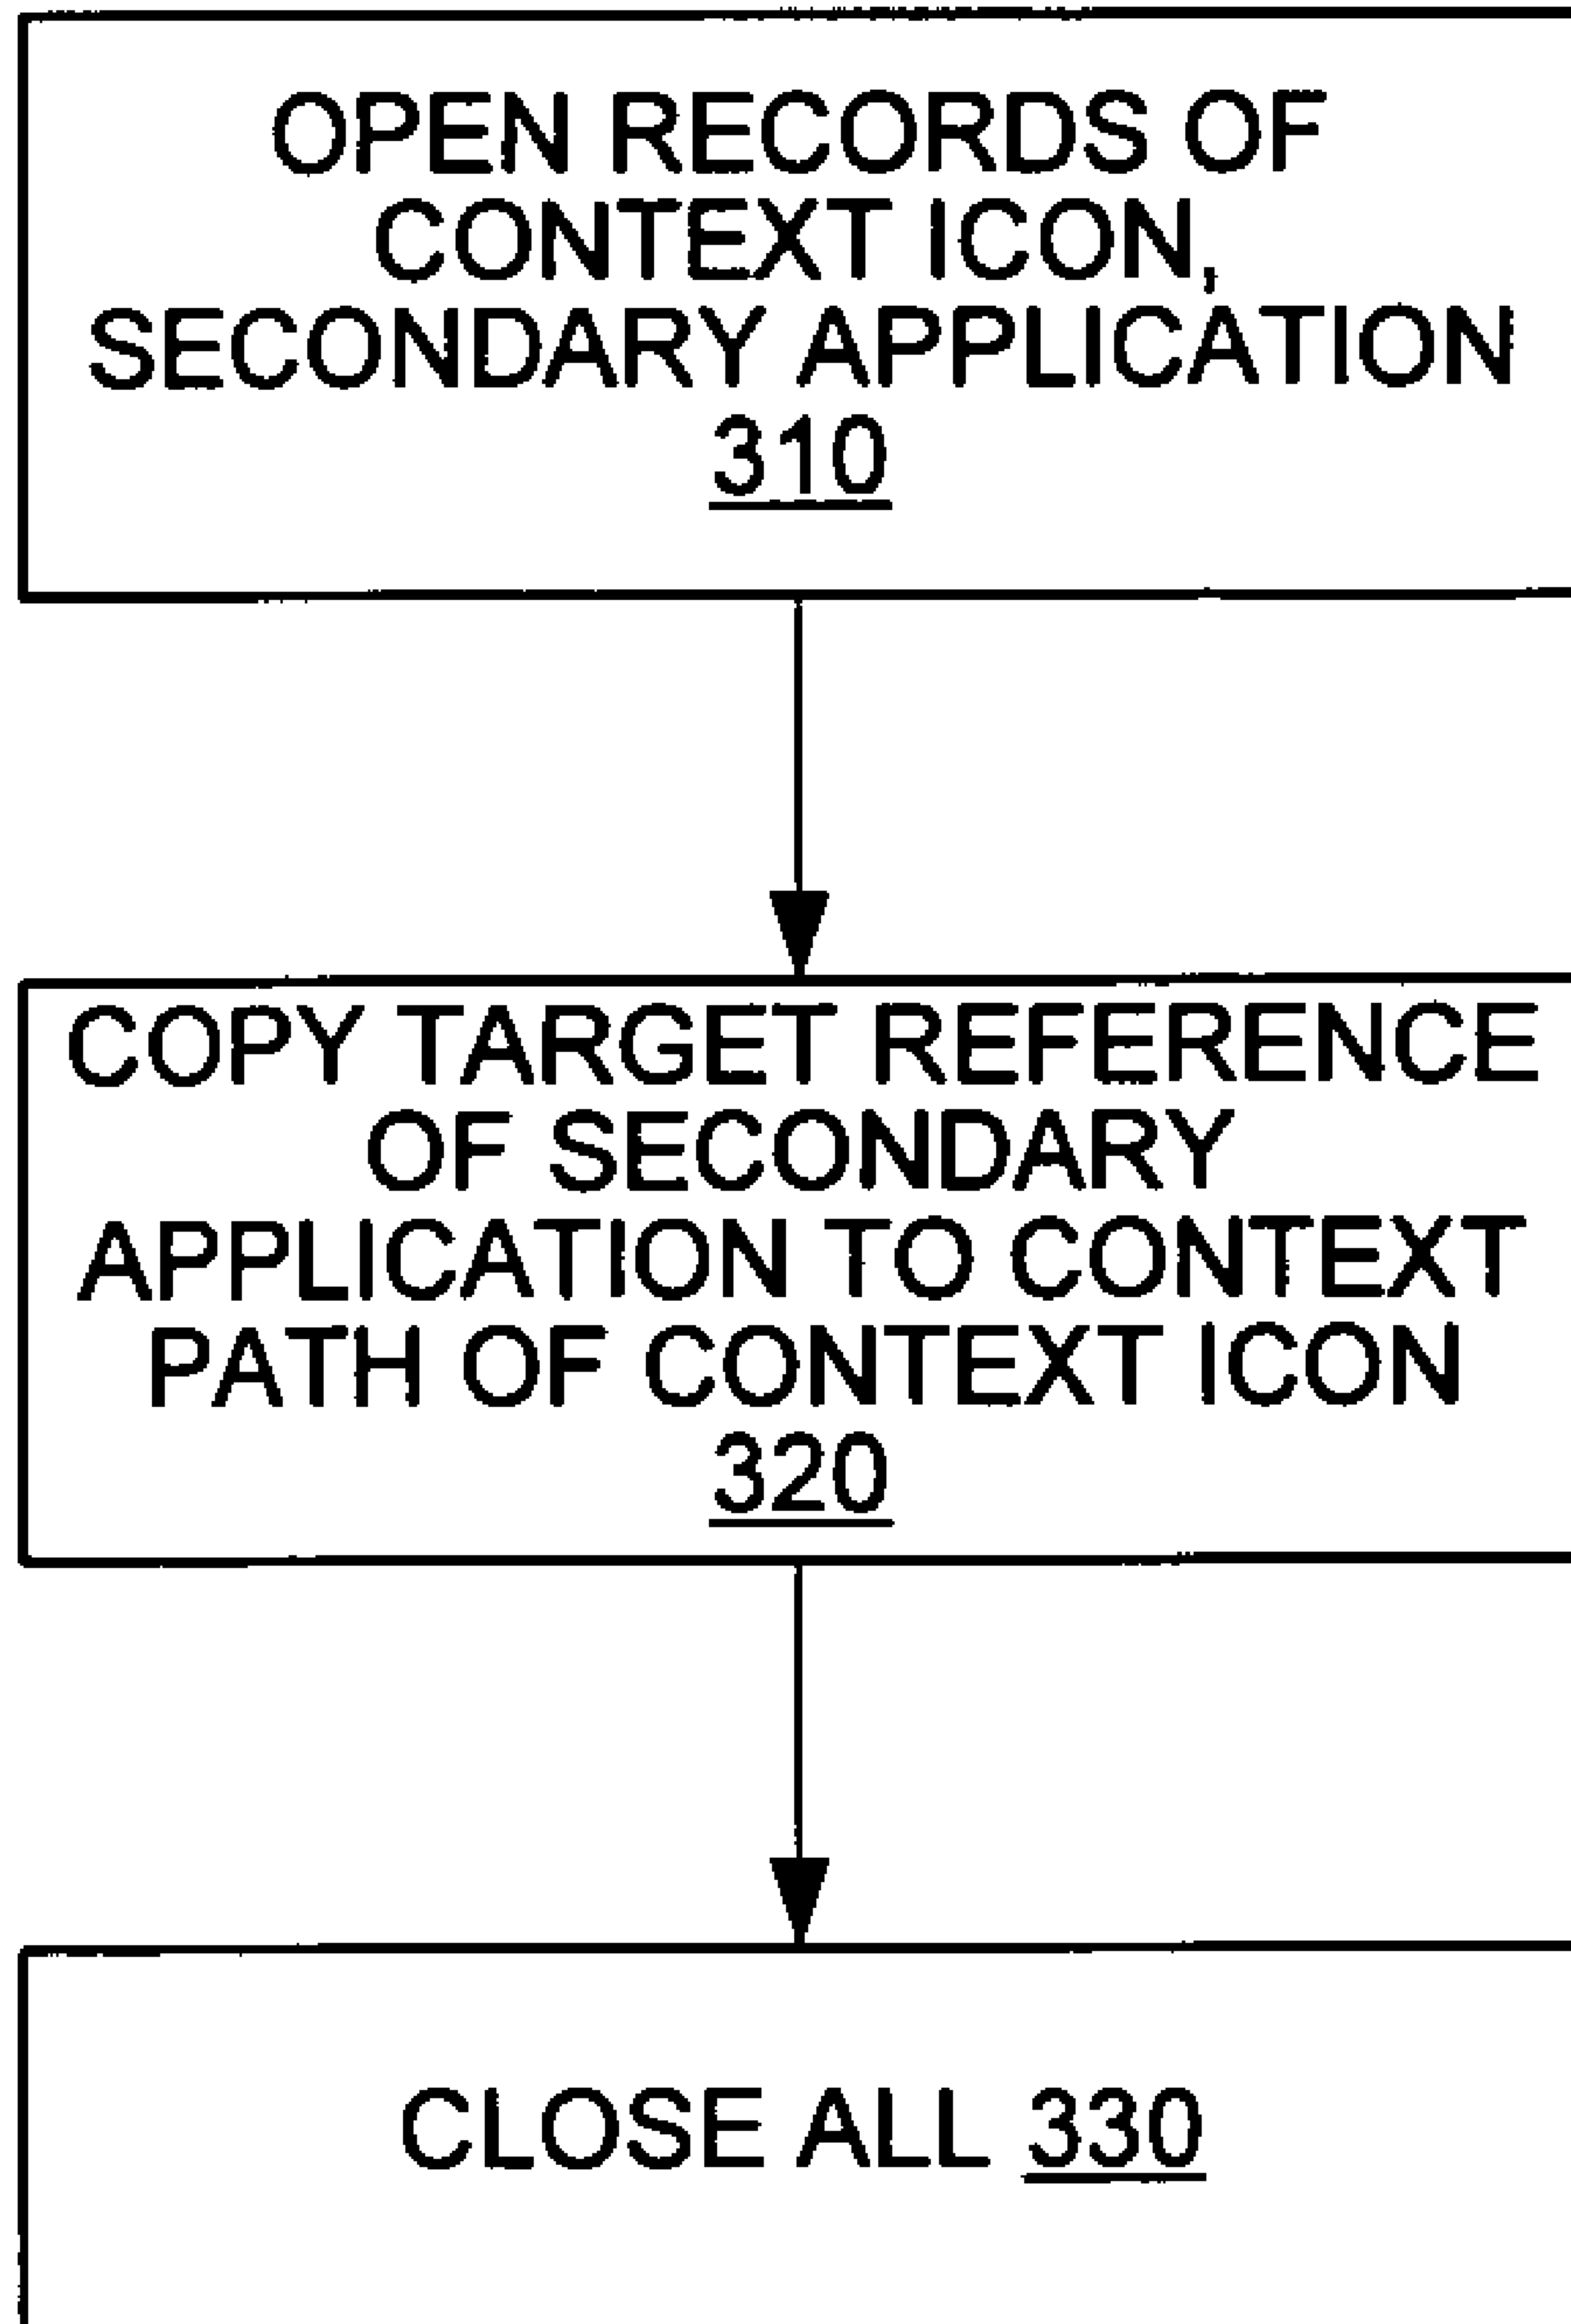 OPEN RECORDS OF
CONTEXT ICON,
SECONDARY APPLICATION
310
COPY TARGET REFERENCE
OF SECONDARY
APPLICATION TO CONTEXT
PATH OF CONTEXT ICON
320
CLOSE ALL 330